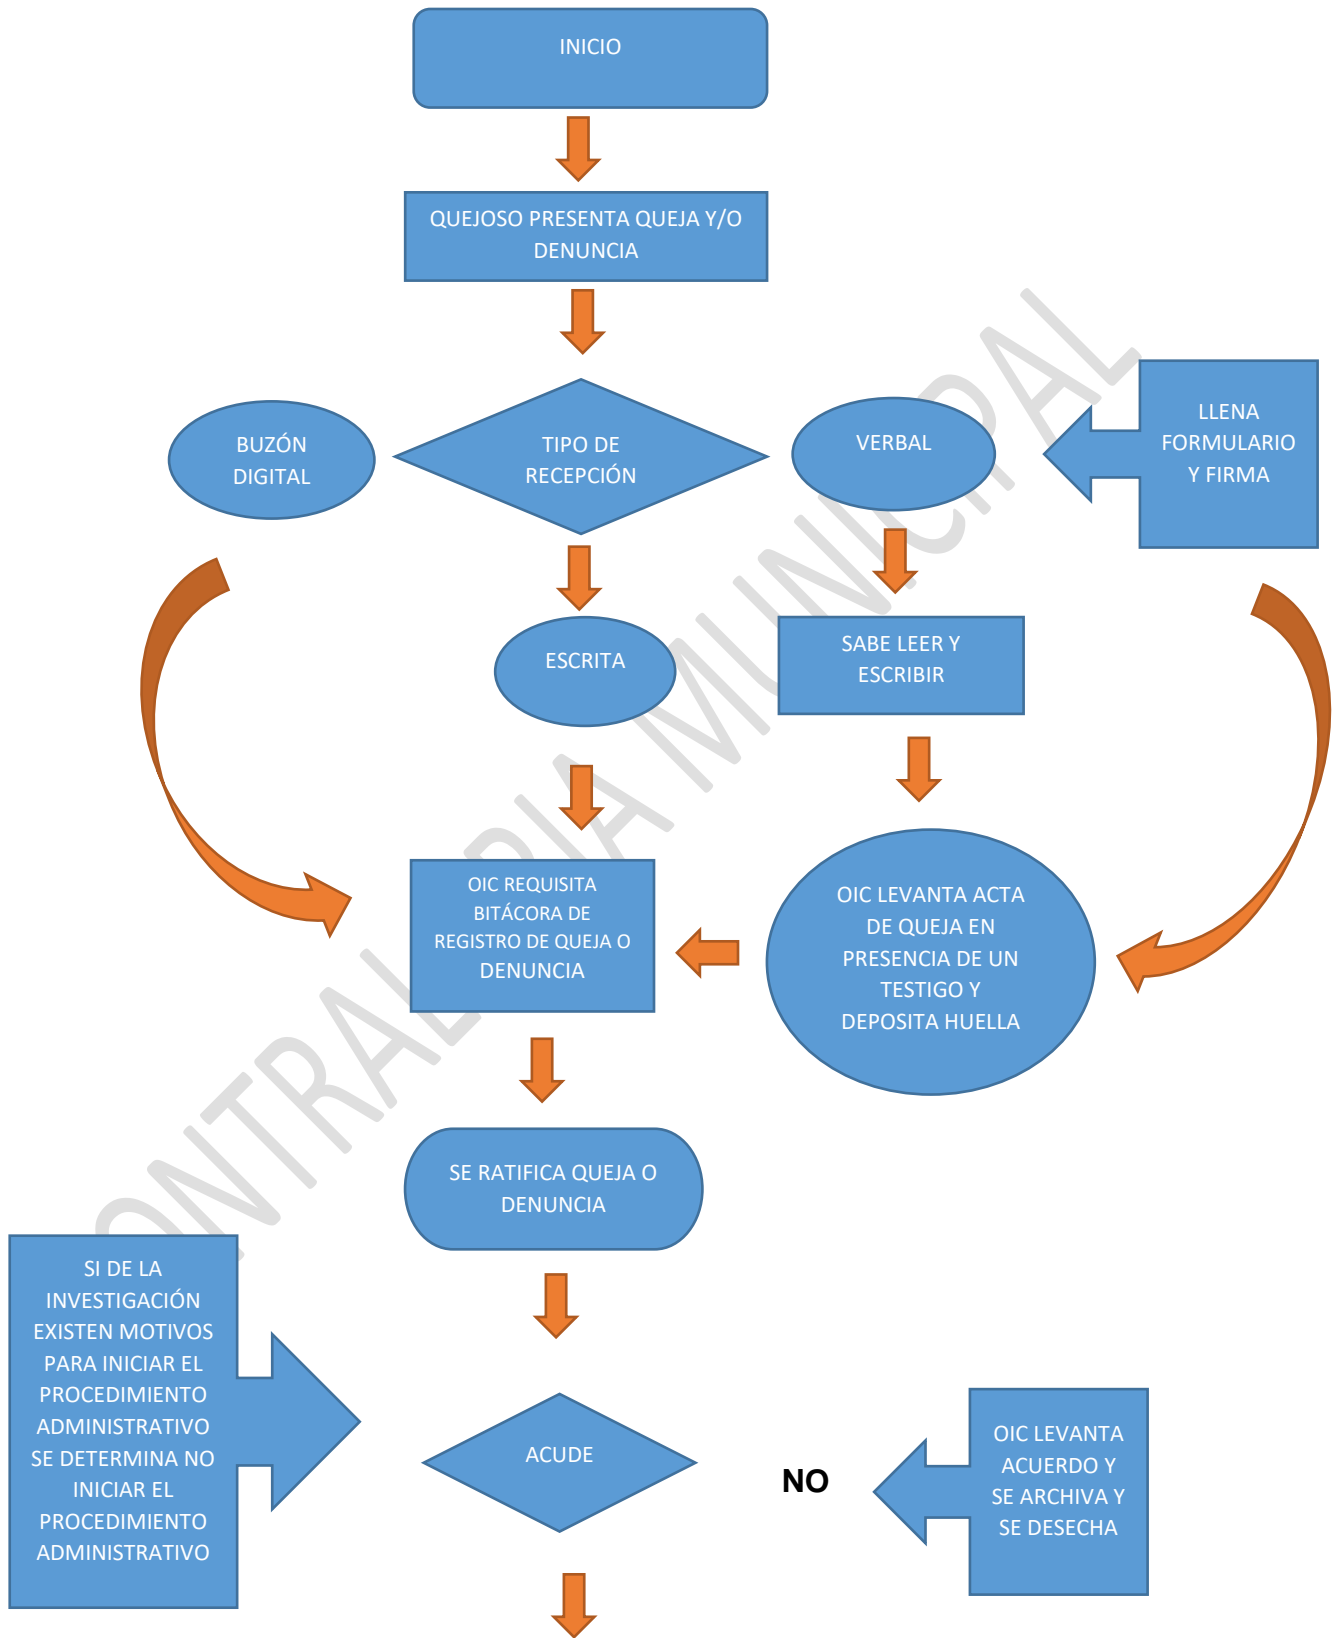 INICIO
QUEJOSO PRESENTA QUEJA Y/O
DENUNCIA
BUZÓN
DIGITAL
TIPO DE
RECEPCIÓN
VERBAL
LLENA
FORMULARIO
Y FIRMA
ESCRITA
SABE LEER Y
ESCRIBIR
OIC REQUISITA
BITÁCORA DE
REGISTRO DE QUEJA O
DENUNCIA
OIC LEVANTA ACTA
DE QUEJA EN
PRESENCIA DE UN
TESTIGO Y
DEPOSITA HUELLA
SE RATIFICA QUEJA O
DENUNCIA
SI DE LA
INVESTIGACIÓN
EXISTEN MOTIVOS
PARA INICIAR EL
PROCEDIMIENTO
ADMINISTRATIVO
SE DETERMINA NO
INICIAR EL
PROCEDIMIENTO
ADMINISTRATIVO
ACUDE
NO
OIC LEVANTA
ACUERDO Y
SE ARCHIVA Y
SE DESECHA
MUNICIPAL